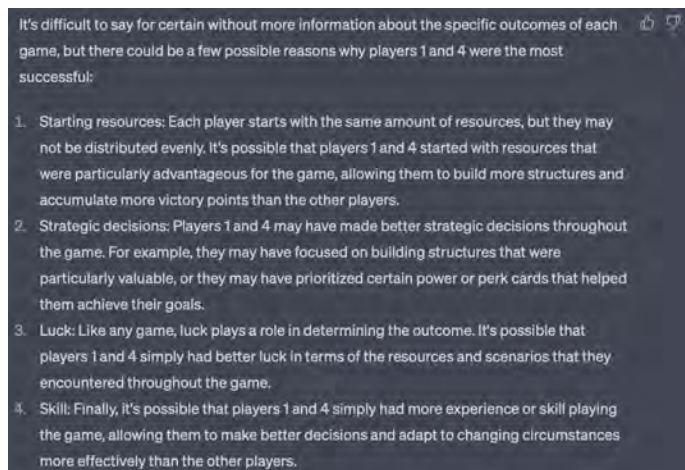 It's difficult to say for certain without more information about the specific outcomes of each
game, but there could be a few possible reasons why players 1 and 4 were the most
successful:
1. Starting resources: Each player starts with the same amount of resources, but they may
not be distributed evenly. It's possible that players 1 and 4 started with resources that
were particularly advantageous for the game, allowing them to build more structures and
accumulate more victory points than the other players.
2. Strategic decisions: Players 1 and 4 may have made better strategic decisions throughout
the game. For example, they may have focused on building structures that were
particularly valuable, or they may have prioritized certain power or perk cards that helped
them achieve their goals.
3. Luck: Like any game, luck plays a role in determining the outcome. It's possible that
players 1 and 4 simply had better luck in terms of the resources and scenarios that they
encountered throughout the game.
4. Skill: Finally, it's possible that players 1 and 4 simply had more experience or skill playing
the game, allowing them to make better decisions and adapt to changing circumstances
more effectively than the other players.